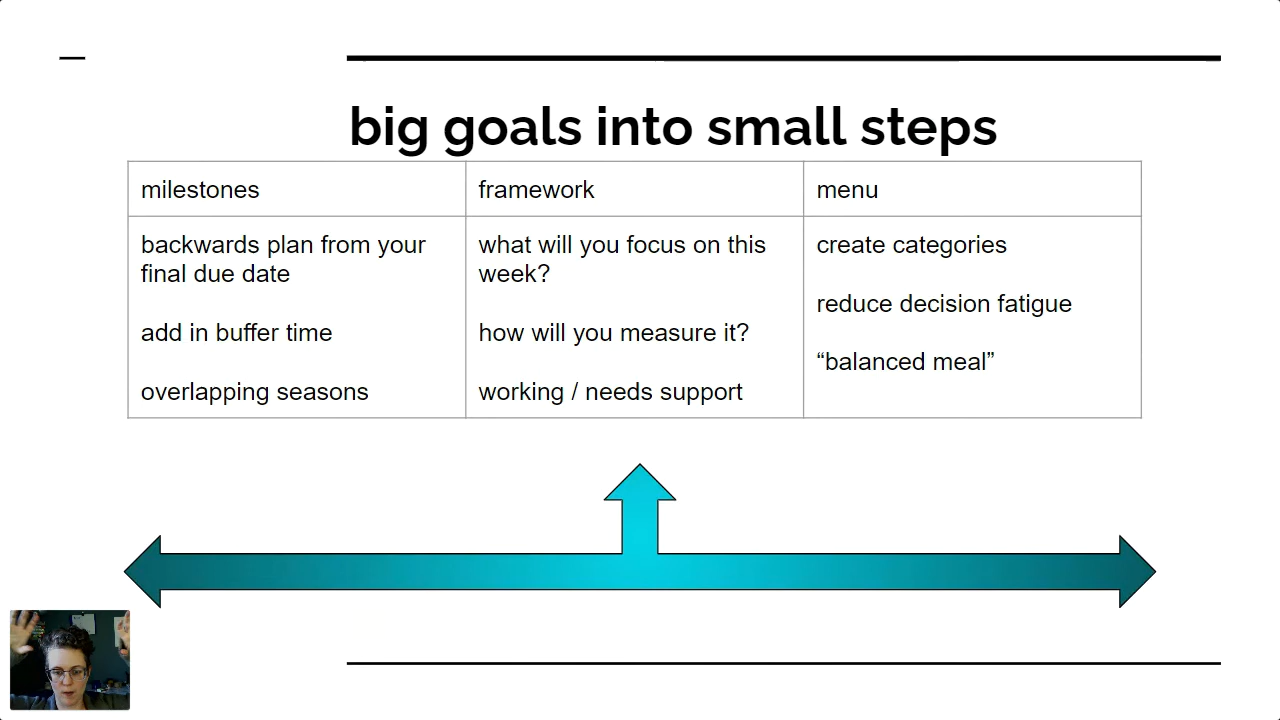 big goals into small steps
milestones
framework
menu
backwards plan from your
final due date
add in buffer time
overlapping seasons
what will you focus on this
week?
how will you measure it?
working / needs support
create categories
reduce decision fatigue
“balanced meal”